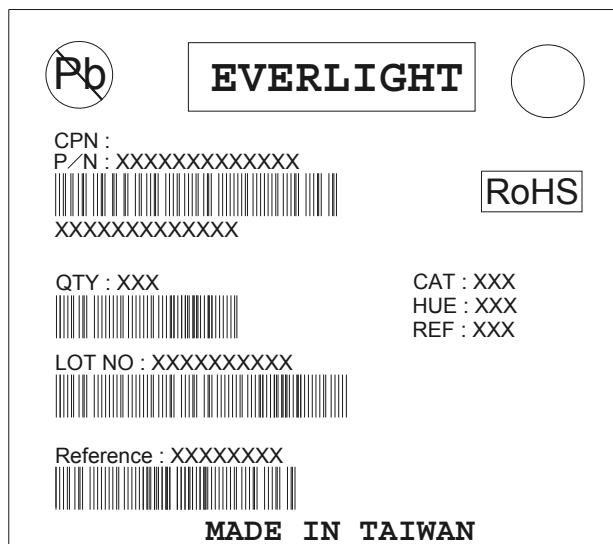 Pb
EVERLIGHT
CPN :
P/N : XXXXXXXXXXXXX
RoHS
XXXXXXXXXXXXX
QTY : XXX
CAT : XXX
HUE : XXX
REF : XXX
LOT NO : XXXXXXXXXX
Reference : XXXXXXXX
MADE IN TAIWAN